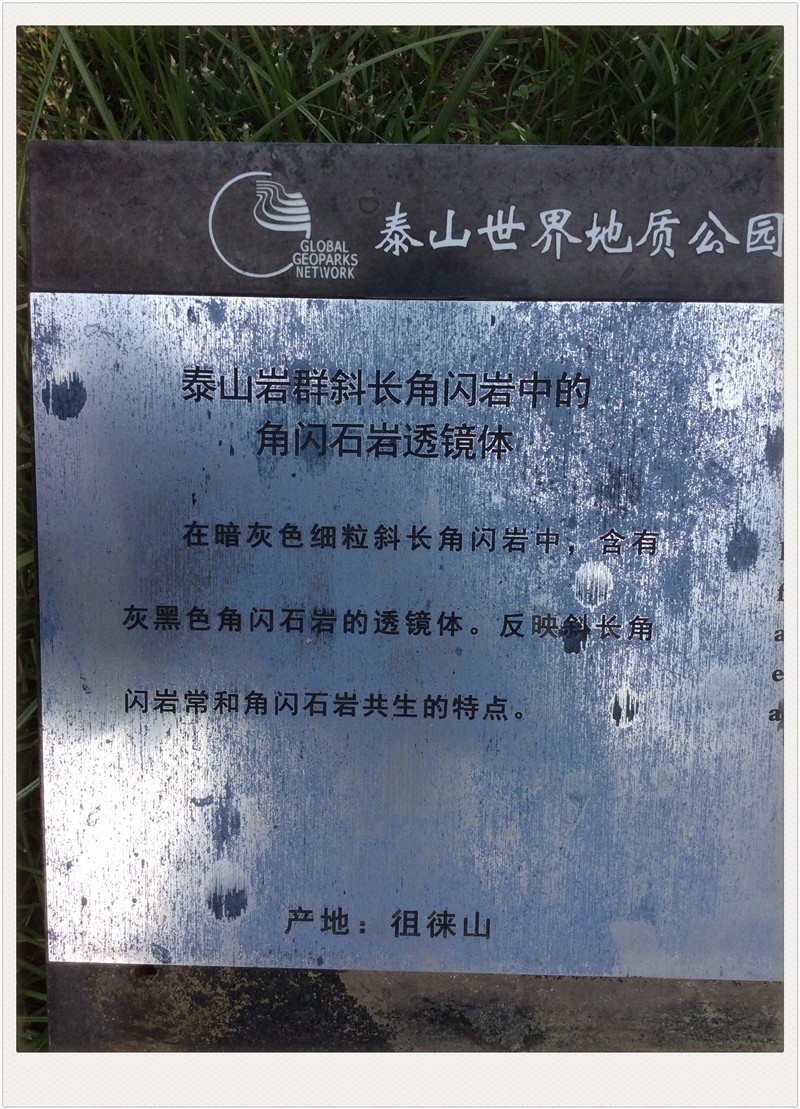 GLOBAL
GEOPARKS
NETWORK
泰山世界地质公园
泰山岩群斜长角闪岩中的
角闪石岩透镜体
在暗灰色细粒斜长角闪岩中，含有
灰黑色角闪石岩的透镜体。反映斜长角
闪岩常和角闪石岩共生的特点。
产地：徂徕山